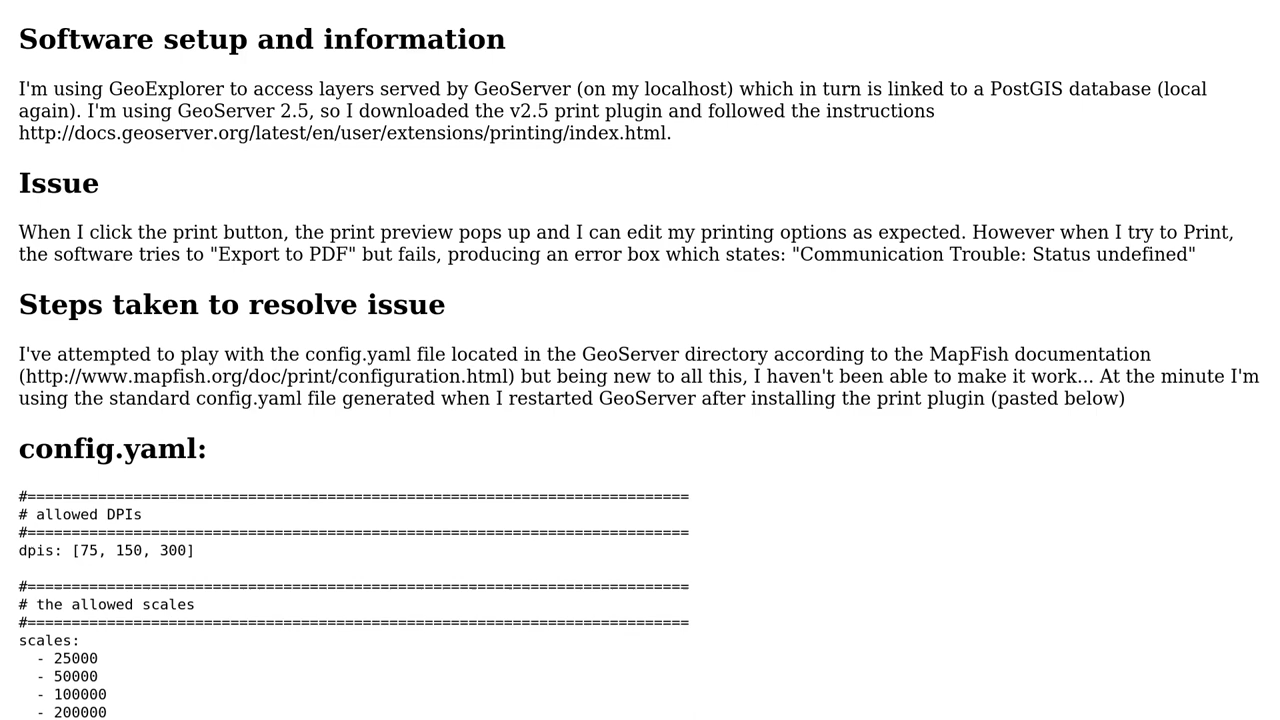 Software setup and information
I'm using GeoExplorer to access layers served by GeoServer (on my localhost) which in turn is linked to a PostGIS database (local
again). I'm using GeoServer 2.5, so I downloaded the v2.5 print plugin and followed the instructions
http://docs.geoserver.org/latest/en/user/extensions/printing/index.html.
Issue
When I click the print button, the print preview pops up and I can edit my printing options as expected. However when I try to Print,
the software tries to "Export to PDF" but fails, producing an error box which states: "Communication Trouble: Status undefined"
Steps taken to resolve issue
I've attempted to play with the config.yaml file located in the GeoServer directory according to the MapFish documentation
(http://www.mapfish.org/doc/print/configuration.html) but being new to all this, I haven't been able to make it work... At the minute I'm
using the standard config.yaml file generated when I restarted GeoServer after installing the print plugin (pasted below)
config.yaml:
#===========================================================================
# allowed DPIs
#===========================================================================
dpis: [75, 150, 300]
#===========================================================================
# the allowed scales
#===========================================================================
scales:
  - 25000
  - 50000
  - 100000
  - 200000